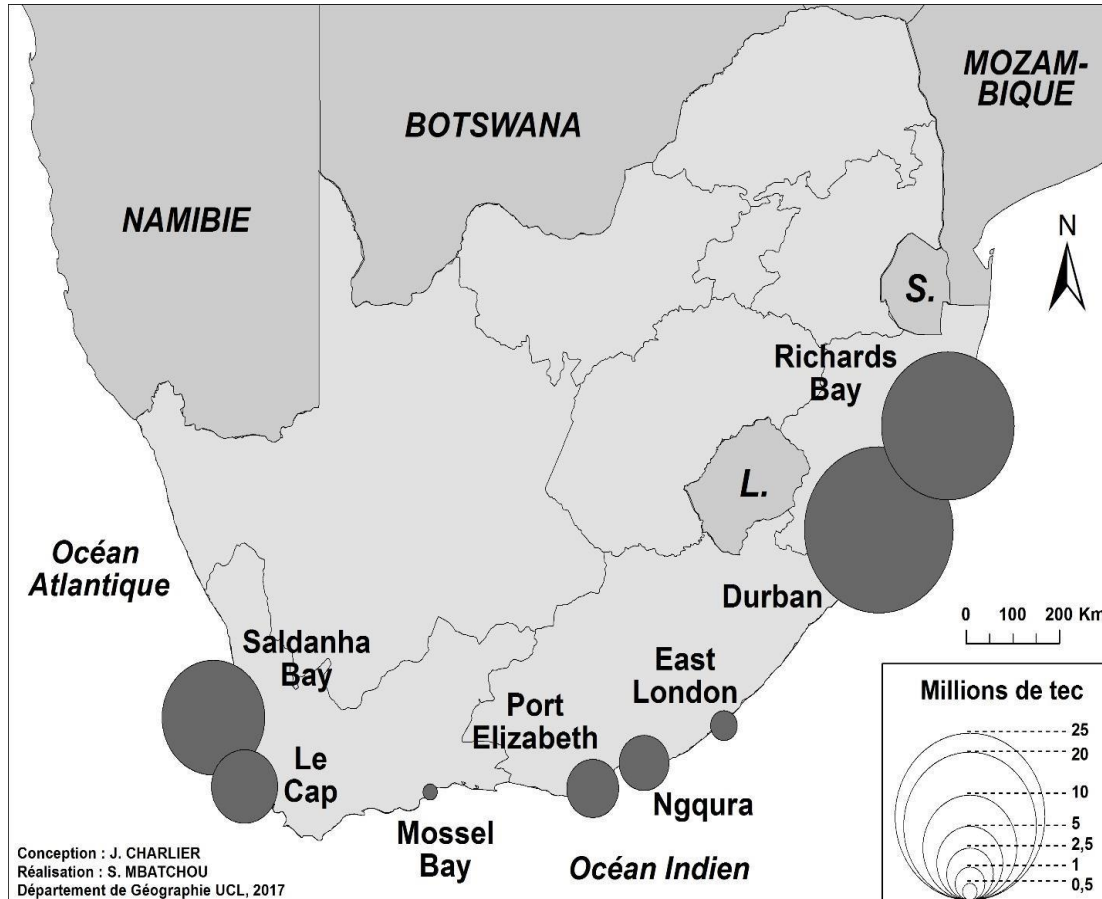 MOZAM-
BIQUE
BOTSWANA
NAMIBIE
N
S.
Richards
Bay
L.
Océan
Atlantique
Durban
0 100 200 Km
Saldanha
Bay
East
London
Port
Elizabeth
Le
Cap
Ngqura
Mossel
Bay
Océan Indien
Millions de tec
25
20
10
5
2,5
1
0,5
Conception : J. CHARLIER
Réalisation : S. MBATCHOU
Département de Géographie UCL, 2017